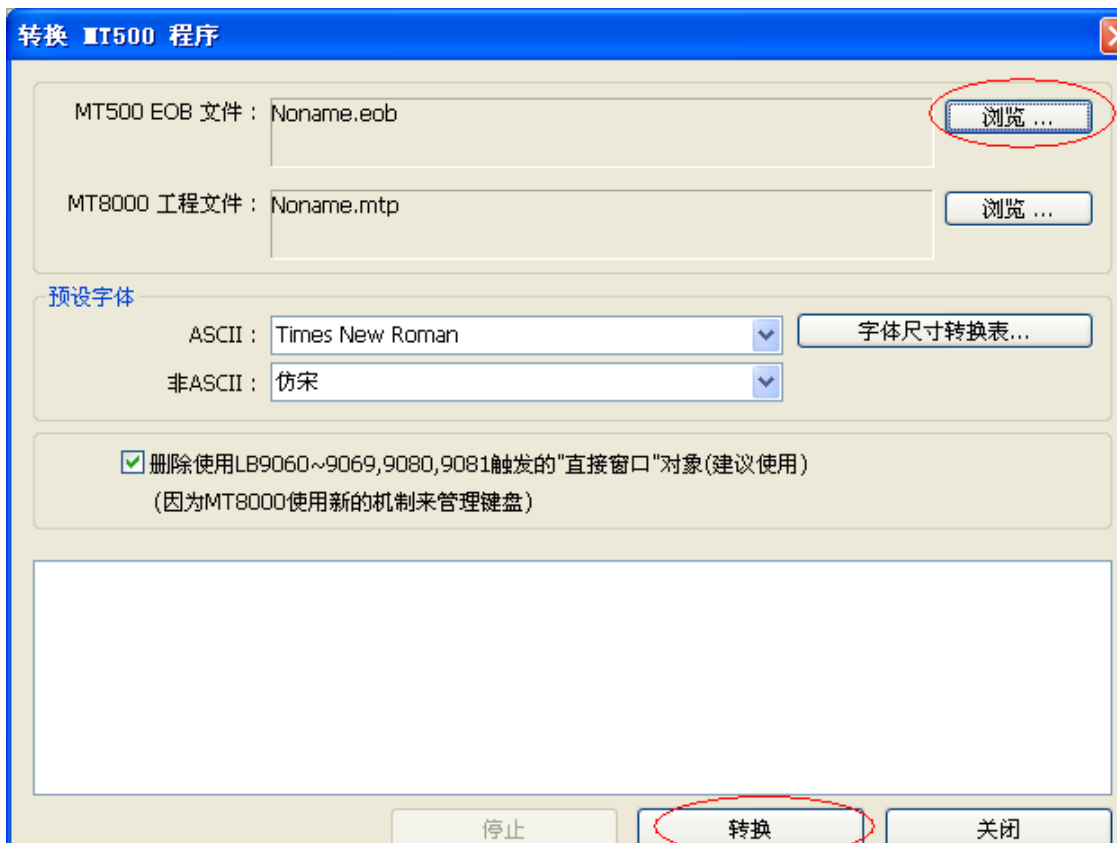 转换 MT500 程序
MT500 EOB 文件： Noname.eob 浏览 ...
MT8000 工程文件： Noname.mtp 浏览 ...
预设字体
ASCII： Times New Roman 字体尺寸转换表...
非ASCII： 仿宋
删除使用LB9060~9069,9080,9081触发的"直接窗口"对象(建议使用)
(因为MT8000使用新的机制来管理键盘)
停止 转换 关闭